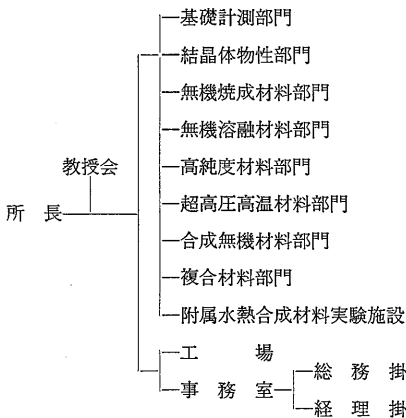 基礎計測部門
結晶体物性部門
無機焼成材料部門
無機溶融材料部門
高純度材料部門
教授会
所長
超高圧高温材料部門
合成無機材料部門
複合材料部門
附属水熱合成材料実験施設
工場
事務室
総務掛
経理掛